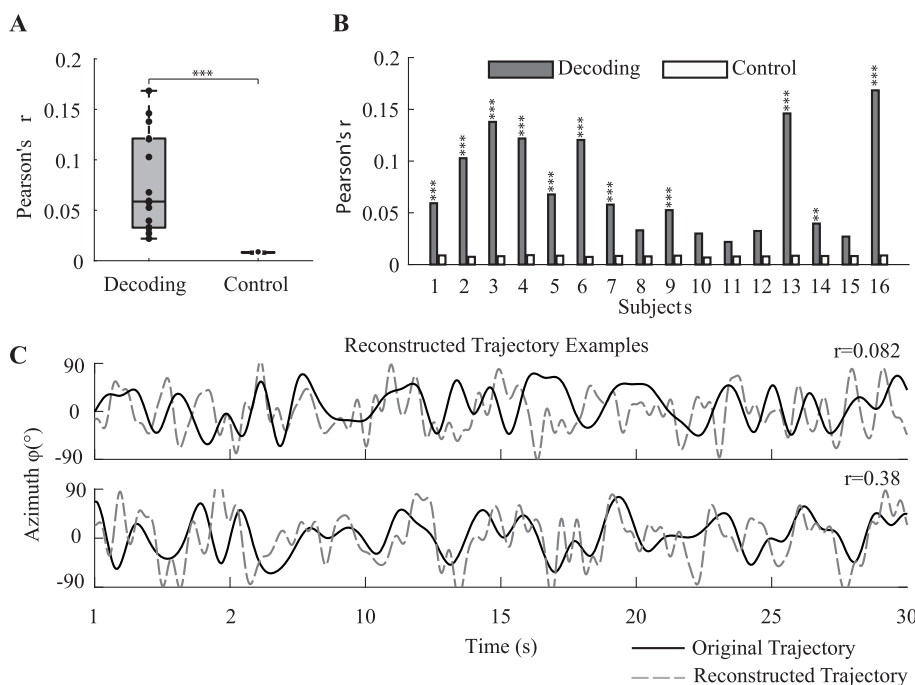 A
0.2
0.15
0.1
0.05
0
Pearson's r
***
Decoding
Control
B
0.2
0.15
0.1
0.05
0
Pearson's r
Decoding
Control
***
***
***
***
***
***
***
***
***
**
***
1 2 3 4 5 6 7 8 9 10 11 12 13 14 15 16
Subjects
C
Reconstructed Trajectory Examples
r=0.082
90
0
-90
r=0.38
90
0
-90
Azimuth φ(°)
1 2 10 15 20 25 30
Time (s)
Original Trajectory
Reconstructed Trajectory